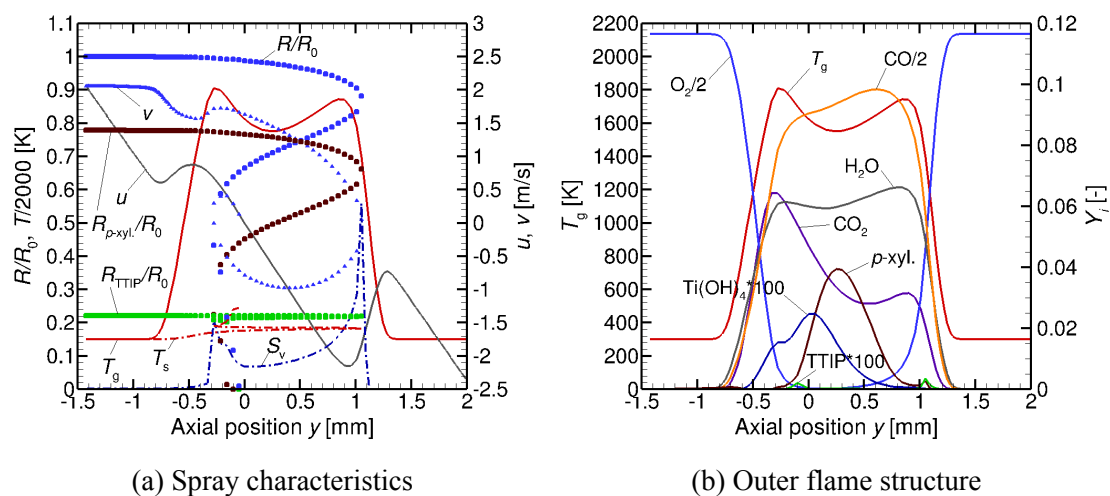 1.1
1
0.9
0.8
0.7
0.6
0.5
0.4
0.3
0.2
0.1
0
R/R0, T/2000 [K]
3
2.5
2
1.5
1
0.5
0
-0.5
-1
-1.5
-2
-2.5
u, v [m/s]
R/R0
v
u
Rp-xyl./R0
RTTIP/R0
Tg
Ts
Sv
-1.5 -1 -0.5 0 0.5 1 1.5 2
Axial position y [mm]
(a) Spray characteristics
2200
2000
1800
1600
1400
1200
1000
800
600
400
200
0
Tg [K]
0.12
0.1
0.08
0.06
0.04
0.02
0
Yi [-]
O2/2
Tg
CO/2
H2O
CO2
p-xyl.
Ti(OH)4*100
TTIP*100
-1.5 -1 -0.5 0 0.5 1 1.5 2
Axial position y [mm]
(b) Outer flame structure